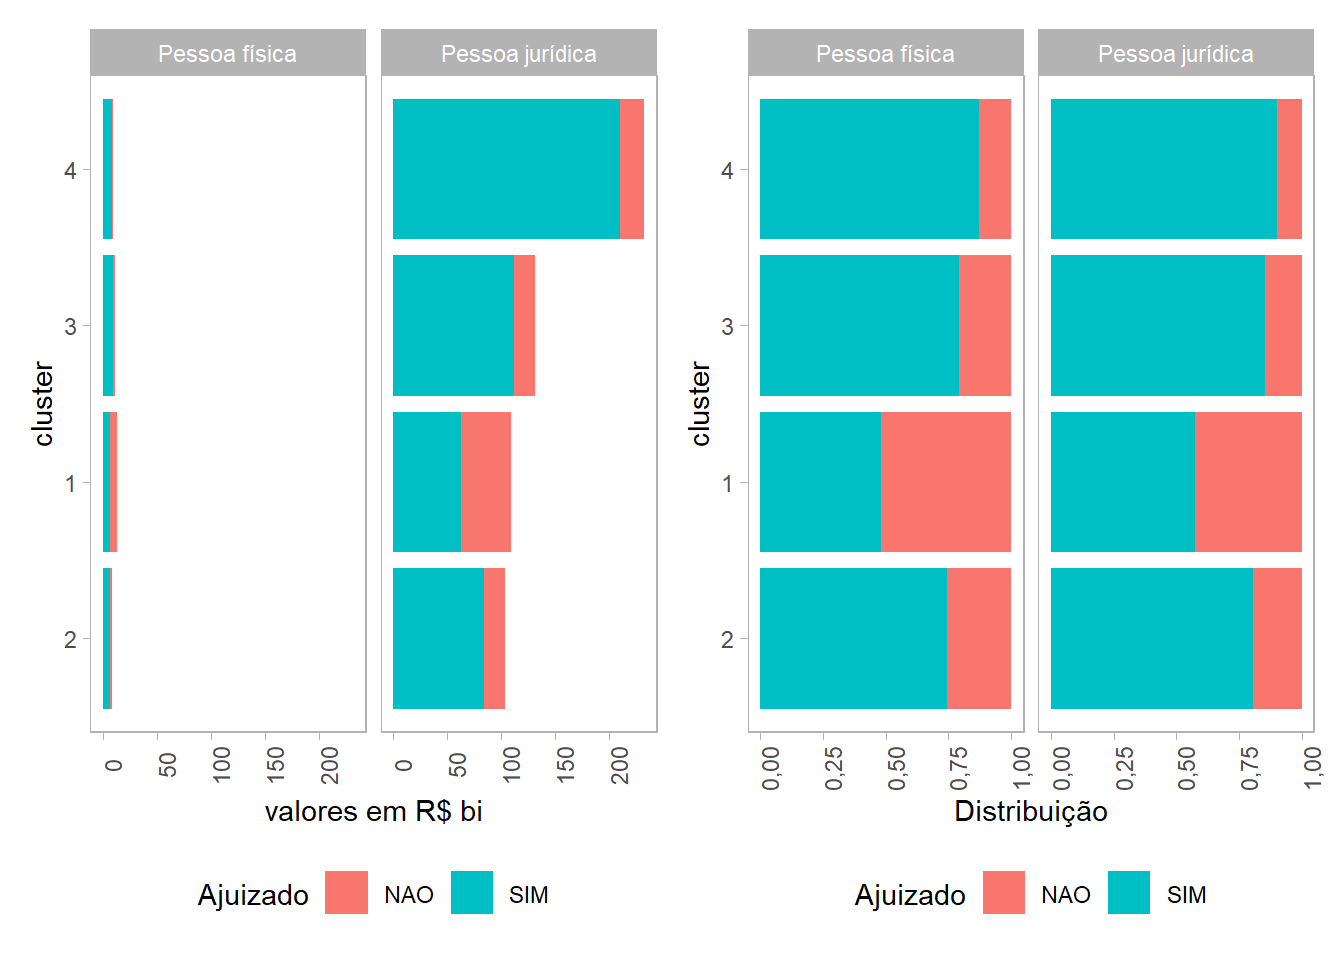 Pessoa física
Pessoa jurídica
4
3
1
2
cluster
0
50
100
150
200
0
50
100
150
200
valores em R$ bi
Ajuizado
NAO
SIM
Pessoa física
Pessoa jurídica
4
3
1
2
cluster
0,00
0,25
0,50
0,75
1,00
0,00
0,25
0,50
0,75
1,00
Distribuição
Ajuizado
NAO
SIM